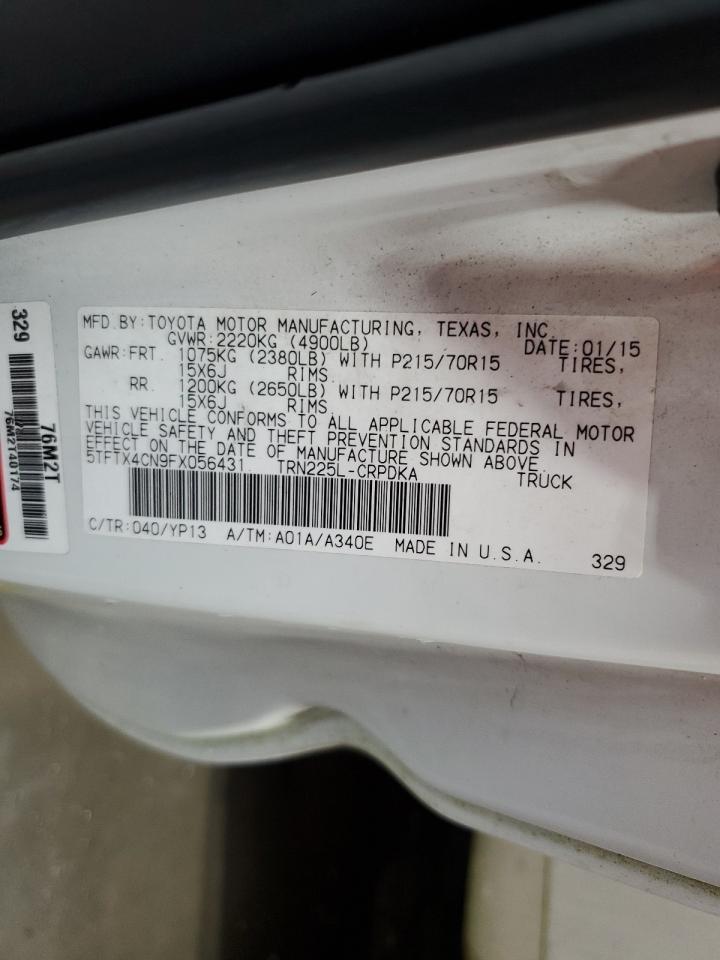 MFD.BY:TOYOTA MOTOR MANUFACTURING, TEXAS, INC.
GVWR:2220KG (4900LB) DATE:01/15
GAWR:FRT. 1075KG (2380LB) WITH P215/70R15 TIRES,
15X6J RIMS
RR. 1200KG (2650LB) WITH P215/70R15 TIRES,
15X6J RIMS
THIS VEHICLE CONFORMS TO ALL APPLICABLE FEDERAL MOTOR
VEHICLE SAFETY AND THEFT PREVENTION STANDARDS IN
EFFECT ON THE DATE OF MANUFACTURE SHOWN ABOVE.
5TFTX4CN9FX056431 TRN225L-CRPDKA TRUCK
C/TR:040/YP13 A/TM:A01A/A340E MADE IN U.S.A. 329
329
76M2T
76M2T40174